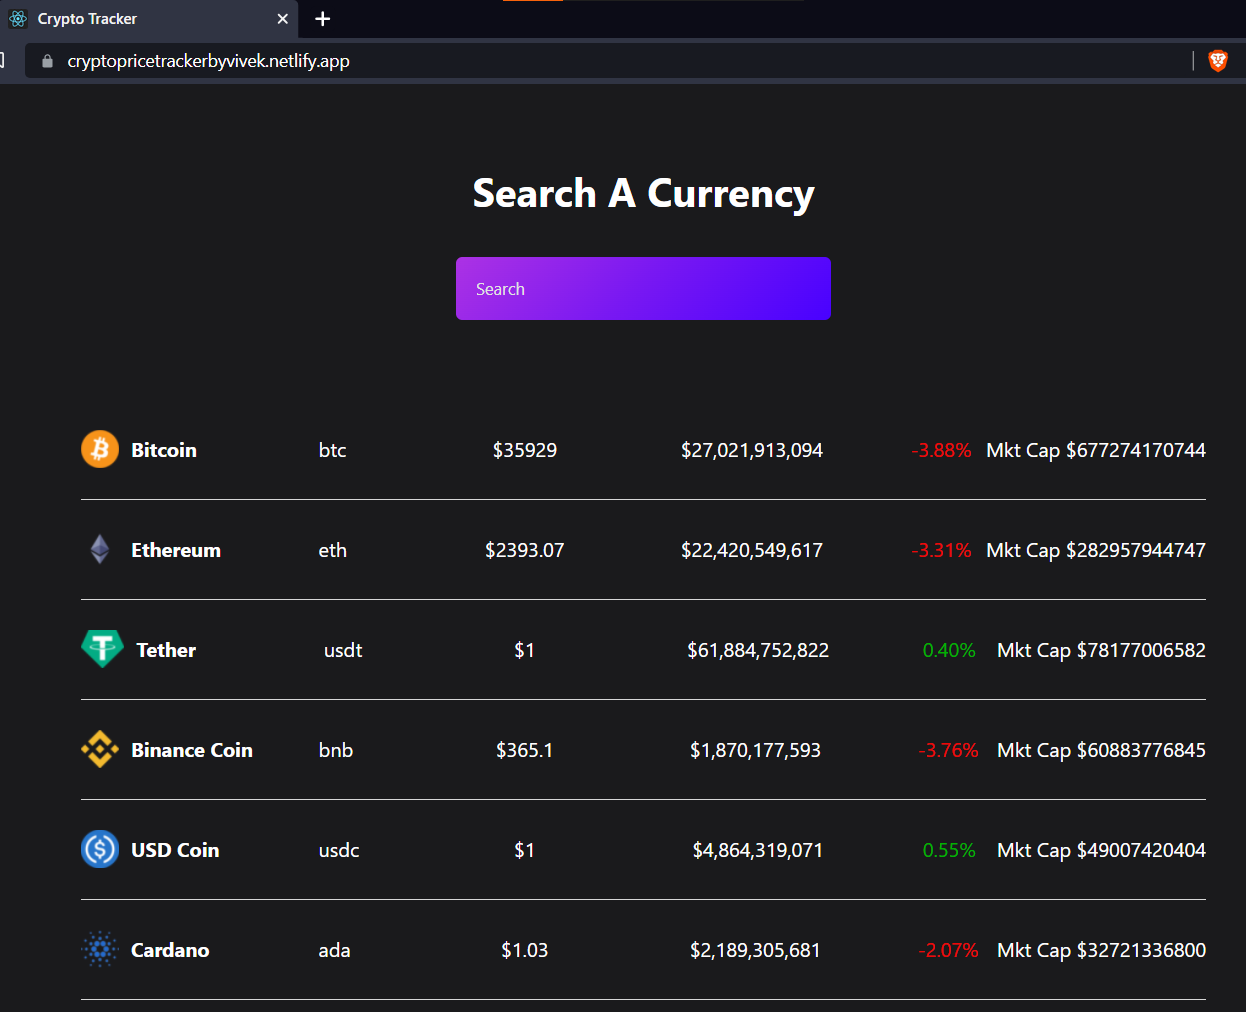 Crypto Tracker
cryptopricetrackerbyvivek.netlify.app
Search A Currency
Search
Bitcoin btc $35929 $27,021,913,094 -3.88% Mkt Cap $677274170744
Ethereum eth $2393.07 $22,420,549,617 -3.31% Mkt Cap $282957944747
Tether usdt $1 $61,884,752,822 0.40% Mkt Cap $78177006582
Binance Coin bnb $365.1 $1,870,177,593 -3.76% Mkt Cap $60883776845
USD Coin usdc $1 $4,864,319,071 0.55% Mkt Cap $49007420404
Cardano ada $1.03 $2,189,305,681 -2.07% Mkt Cap $32721336800